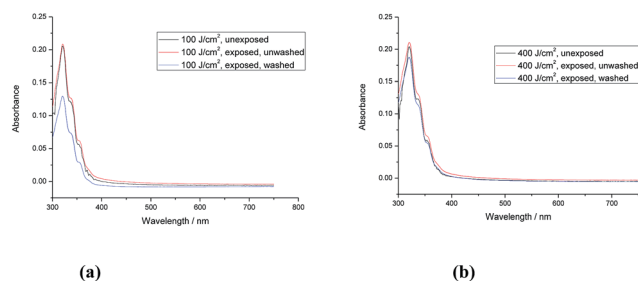 100 J/cm², unexposed
100 J/cm², exposed, unwashed
100 J/cm², exposed, washed
0.20
0.15
0.10
0.05
0.00
Absorbance
300 400 500 600 700 800
Wavelength / nm
(a)
400 J/cm², unexposed
400 J/cm², exposed, unwashed
400 J/cm², exposed, washed
0.25
0.20
0.15
0.10
0.05
0.00
Absorbance
300 400 500 600 700
Wavelength / nm
(b)